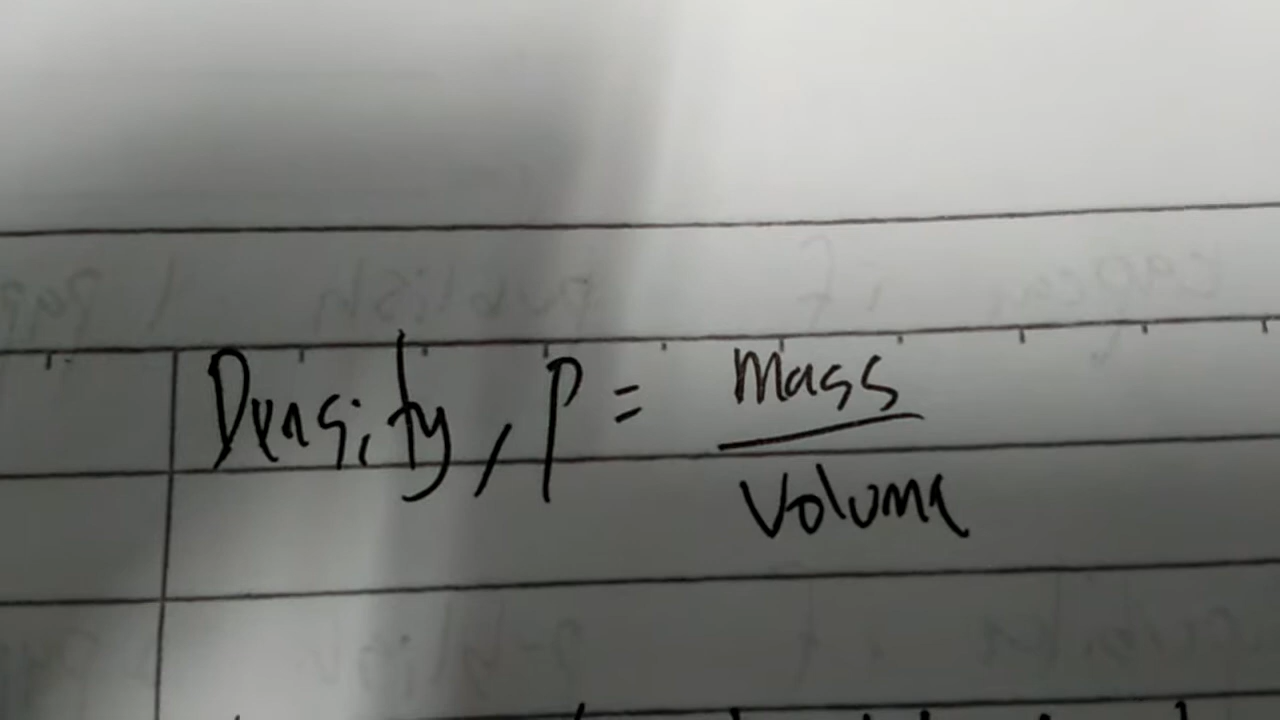 Density, ρ = mass
volume